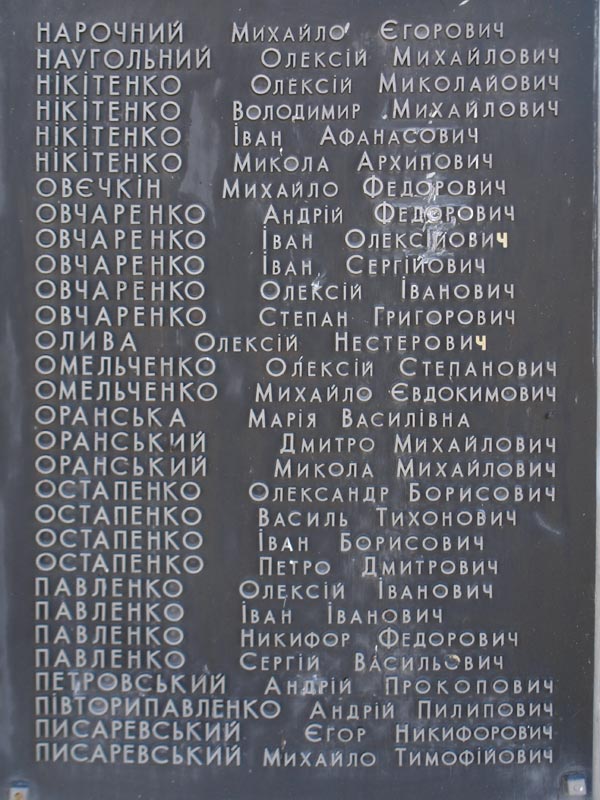 НАРОЧНИЙ МИХАЙЛО ЄГОРОВИЧ
НАУГОЛЬНИЙ ОЛЕКСІЙ МИХАЙЛОВИЧ
НІКІТЕНКО ОЛЕКСІЙ МИКОЛАЙОВИЧ
НІКІТЕНКО ВОЛОДИМИР МИХАЙЛОВИЧ
НІКІТЕНКО ІВАН АФАНАСОВИЧ
НІКІТЕНКО МИКОЛА АРХИПОВИЧ
ОВЄЧКІН МИХАЙЛО ФЕДОРОВИЧ
ОВЧАРЕНКО АНДРІЙ ФЕДОРОВИЧ
ОВЧАРЕНКО ІВАН ОЛЕКСІЙОВИЧ
ОВЧАРЕНКО ІВАН СЕРГІЙОВИЧ
ОВЧАРЕНКО ОЛЕКСІЙ ІВАНОВИЧ
ОВЧАРЕНКО СТЕПАН ГРИГОРОВИЧ
ОЛИВА ОЛЕКСІЙ НЕСТЕРОВИЧ
ОМЕЛЬЧЕНКО ОЛЕКСІЙ СТЕПАНОВИЧ
ОМЕЛЬЧЕНКО МИХАЙЛО ЄВДОКИМОВИЧ
ОРАНСЬКА МАРІЯ ВАСИЛІВНА
ОРАНСЬКИЙ ДМИТРО МИХАЙЛОВИЧ
ОРАНСЬКИЙ МИКОЛА МИХАЙЛОВИЧ
ОСТАПЕНКО ОЛЕКСАНДР БОРИСОВИЧ
ОСТАПЕНКО ВАСИЛЬ ТИХОНОВИЧ
ОСТАПЕНКО ІВАН БОРИСОВИЧ
ОСТАПЕНКО ПЕТРО ДМИТРОВИЧ
ПАВЛЕНКО ОЛЕКСІЙ ІВАНОВИЧ
ПАВЛЕНКО ІВАН ІВАНОВИЧ
ПАВЛЕНКО НИКИФОР ФЕДОРОВИЧ
ПАВЛЕНКО СЕРГІЙ ВАСИЛЬОВИЧ
ПЕТРОВСЬКИЙ АНДРІЙ ПРОКОПОВИЧ
ПІВТОРИПАВЛЕНКО АНДРІЙ ПИЛИПОВИЧ
ПИСАРЕВСЬКИЙ ЄГОР НИКИФОРОВИЧ
ПИСАРЕВСЬКИЙ МИХАЙЛО ТИМОФІЙОВИЧ